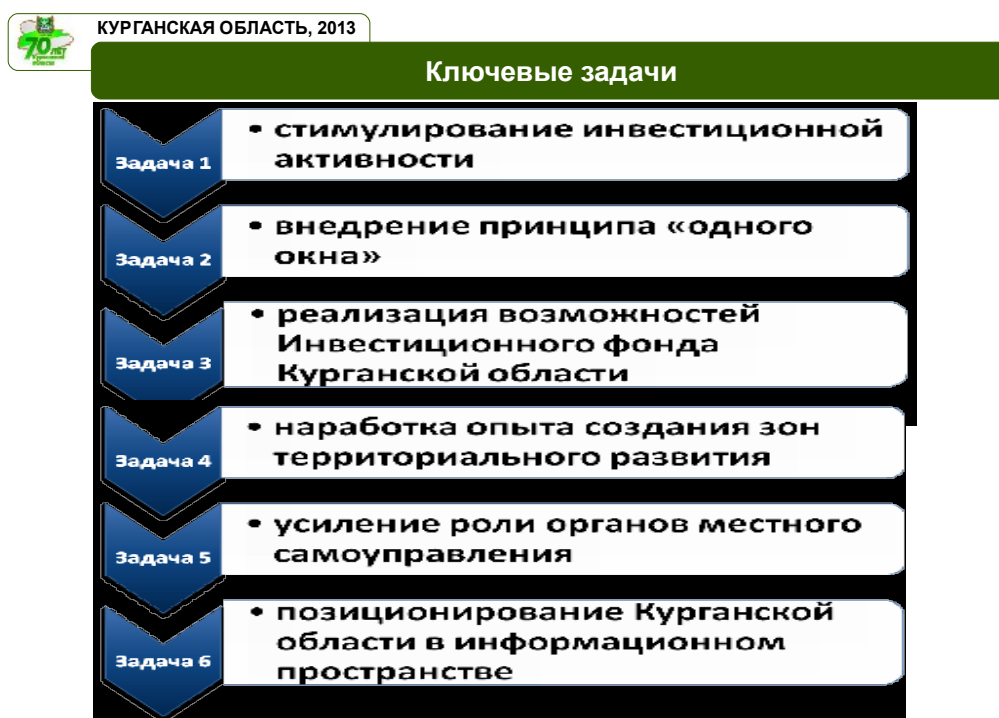 КУРГАНСКАЯ ОБЛАСТЬ, 2013
70 лет
Ключевые задачи
Задача 1
• стимулирование инвестиционной
активности
Задача 2
• внедрение принципа «одного
окна»
Задача 3
• реализация возможностей
Инвестиционного фонда
Курганской области
Задача 4
• наработка опыта создания зон
территориального развития
Задача 5
• усиление роли органов местного
самоуправления
Задача 6
• позиционирование Курганской
области в информационном
пространстве